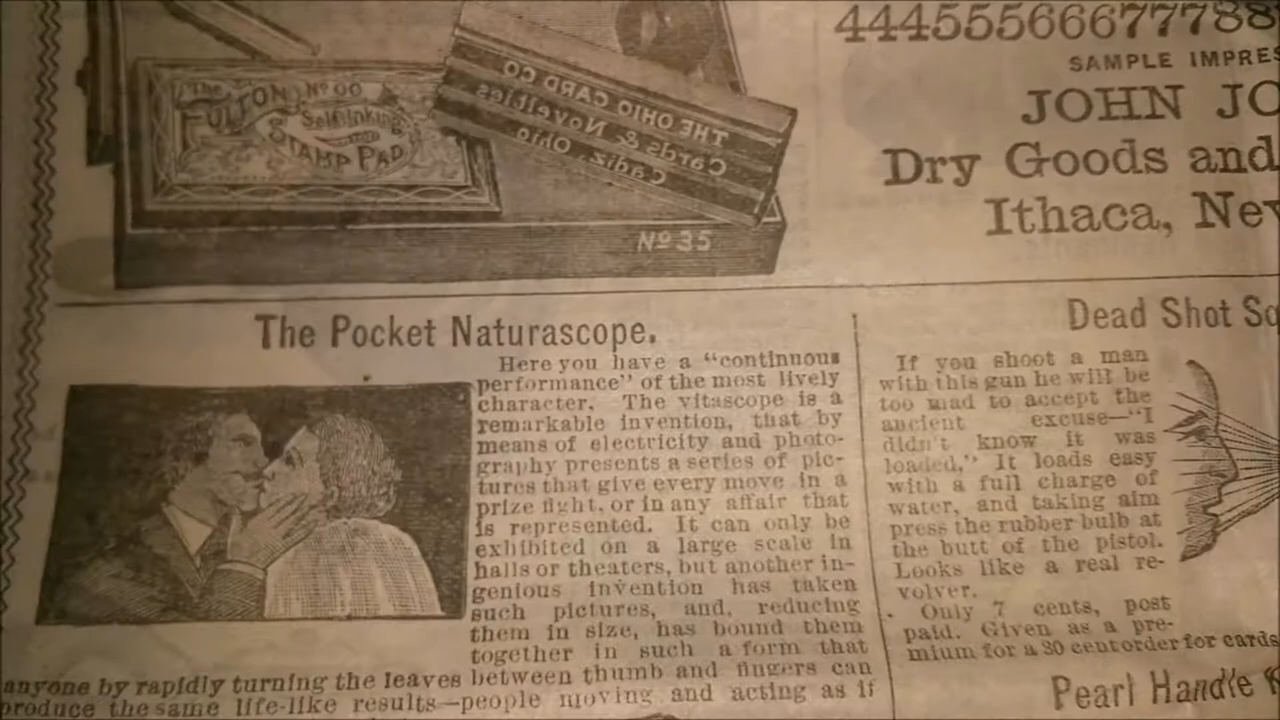 The
FULTON Nº 00
Self Inking
STAMP PAD
THE OHIO CARD CO
Cards & Novelties
Cadiz, Ohio
Nº 35
44455566677788
SAMPLE IMPRES
JOHN JO
Dry Goods and
Ithaca, Nev
The Pocket Naturascope.
Here you have a “continuous
performance” of the most lively
character. The vitascope is a
remarkable invention, that by
means of electricity and photo-
graphy presents a series of pic-
tures that give every move in a
prize fight, or in any affair that
is represented. It can only be
exhibited on a large scale in
halls or theaters, but another in-
genious invention has taken
such pictures, and, reducing
them in size, has bound them
together in such a form that
anyone by rapidly turning the leaves between thumb and fingers can
produce the same life-like results—people moving and acting as if
Dead Shot Sc
If you shoot a man
with this gun he will be
too mad to accept the
ancient excuse—“I
didn't know it was
loaded,” It loads easy
with a full charge of
water, and taking aim
press the rubber bulb at
the butt of the pistol.
Looks like a real re-
volver.
Only 7 cents, post
paid. Given as a pre-
mium for a 30 centorder for cards
Pearl Handle